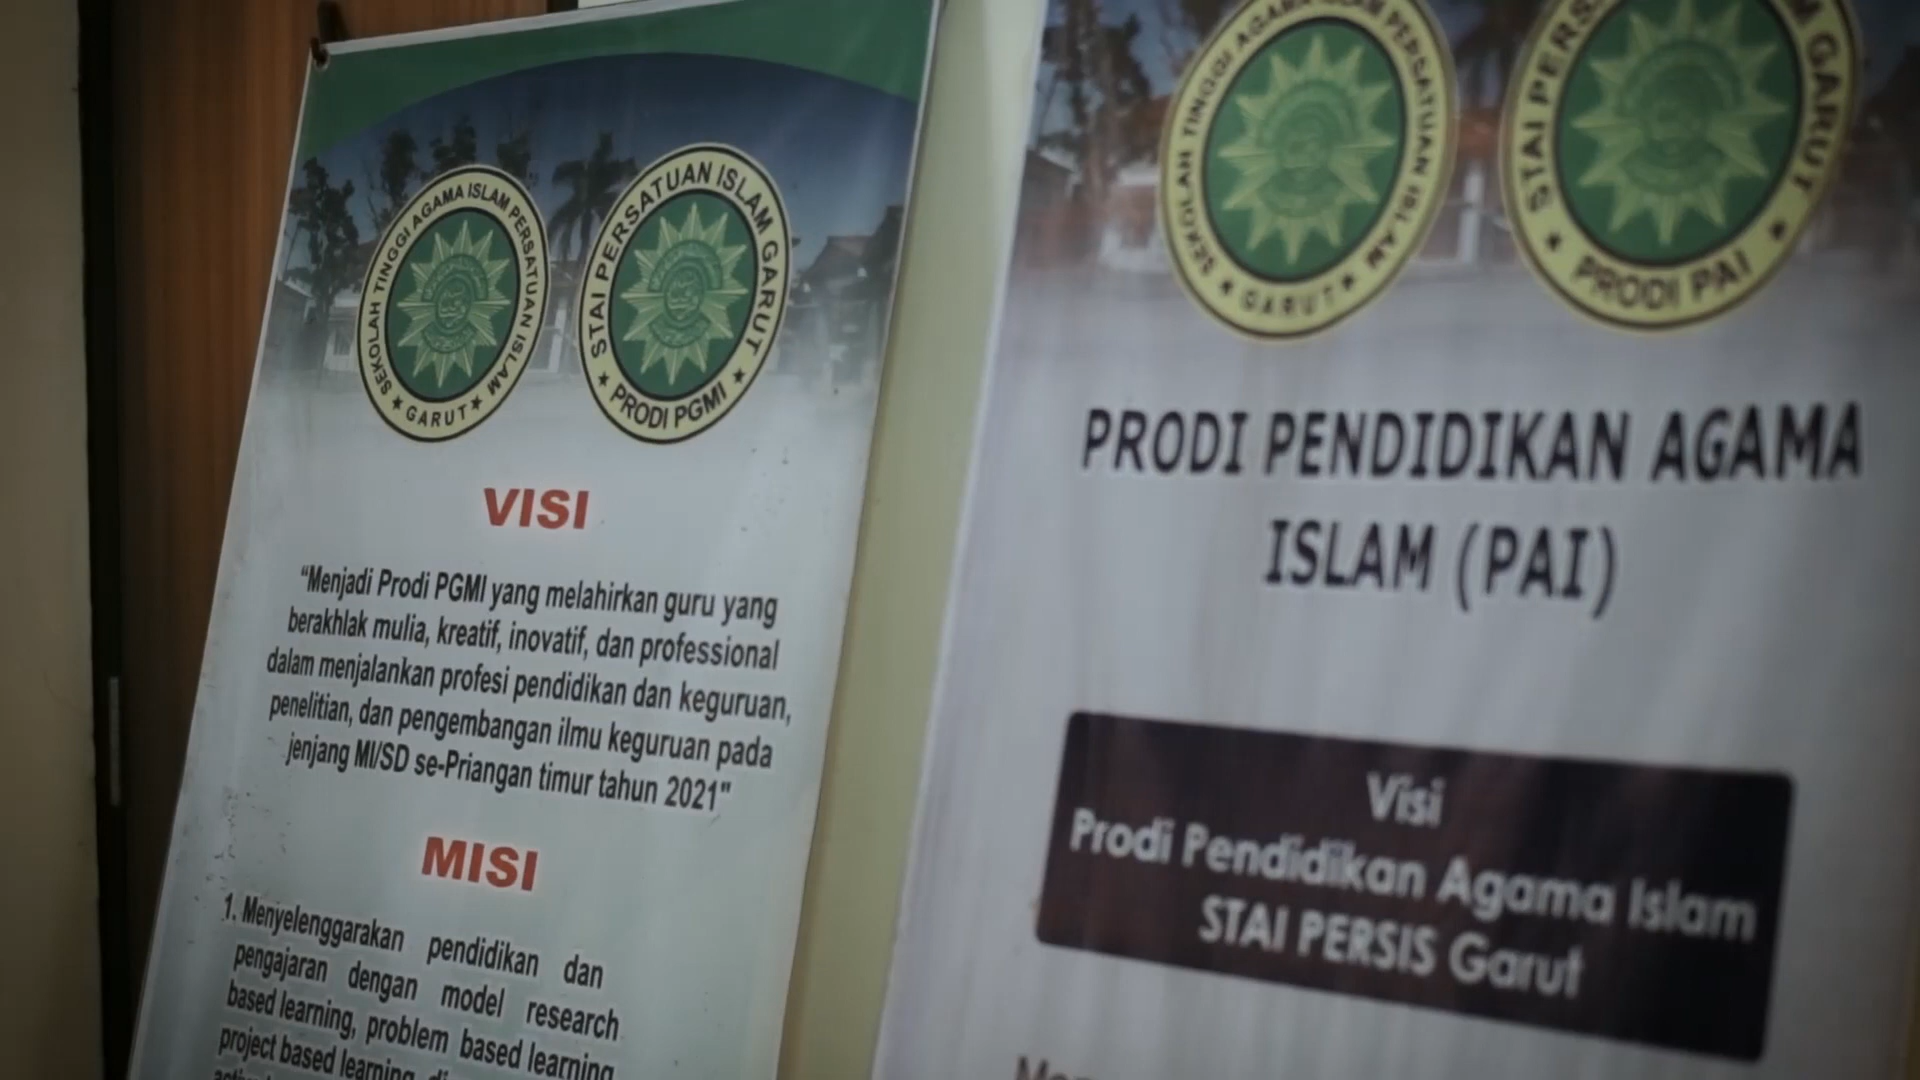 SEKOLAH TINGGI AGAMA ISLAM PERSATUAN ISLAM
★ GARUT ★
STAI PERSATUAN ISLAM GARUT
★ PRODI PGMI ★
VISI
“Menjadi Prodi PGMI yang melahirkan guru yang
berakhlak mulia, kreatif, inovatif, dan professional
dalam menjalankan profesi pendidikan dan keguruan,
penelitian, dan pengembangan ilmu keguruan pada
jenjang MI/SD se-Priangan timur tahun 2021"
MISI
1. Menyelenggarakan pendidikan dan
pengajaran dengan model research
based learning, problem based learning
project based learning,
SEKOLAH TINGGI AGAMA ISLAM PERSATUAN ISLAM
★ GARUT ★
STAI GARUT
★ PRODI PAI ★
PRODI PENDIDIKAN AGAMA
ISLAM (PAI)
Visi
Prodi Pendidikan Agama Islam
STAI PERSIS Garut